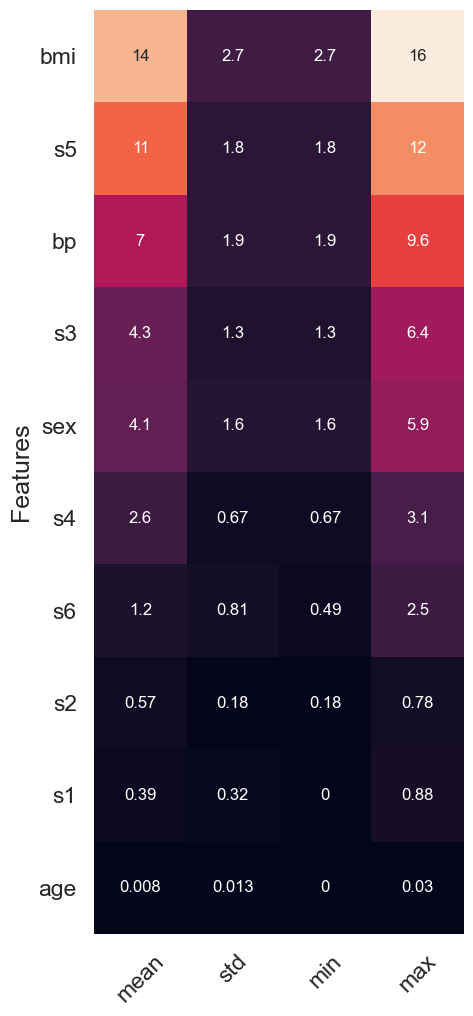 Features
bmi 14 2.7 2.7 16
s5 11 1.8 1.8 12
bp 7 1.9 1.9 9.6
s3 4.3 1.3 1.3 6.4
sex 4.1 1.6 1.6 5.9
s4 2.6 0.67 0.67 3.1
s6 1.2 0.81 0.49 2.5
s2 0.57 0.18 0.18 0.78
s1 0.39 0.32 0 0.88
age 0.008 0.013 0 0.03
mean std min max